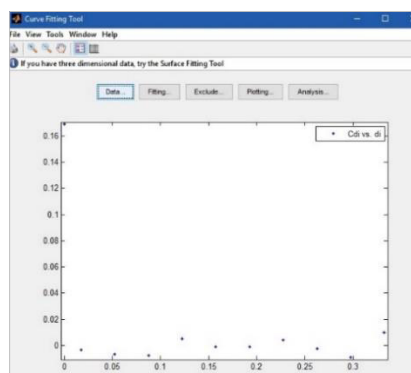 Curve Fitting Tool
File View Tools Window Help
If you have three dimensional data, try the Surface Fitting Tool
Data... Fitting... Exclude... Plotting... Analysis...
Cdi vs. di
0.16
0.14
0.12
0.1
0.08
0.06
0.04
0.02
0
0 0.05 0.1 0.15 0.2 0.25 0.3